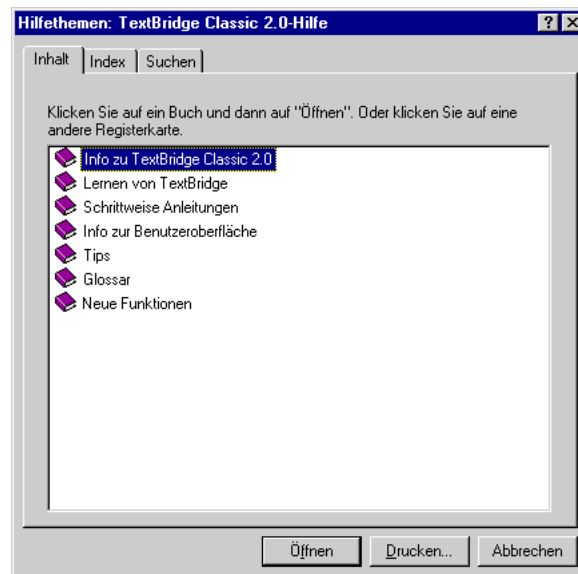 Hilfethemen: TextBridge Classic 2.0-Hilfe
Inhalt Index Suchen
Klicken Sie auf ein Buch und dann auf "Öffnen". Oder klicken Sie auf eine
andere Registerkarte.
Info zu TextBridge Classic 2.0
Lernen von TextBridge
Schrittweise Anleitungen
Info zur Benutzeroberfläche
Tips
Glossar
Neue Funktionen
Öffnen Drucken... Abbrechen